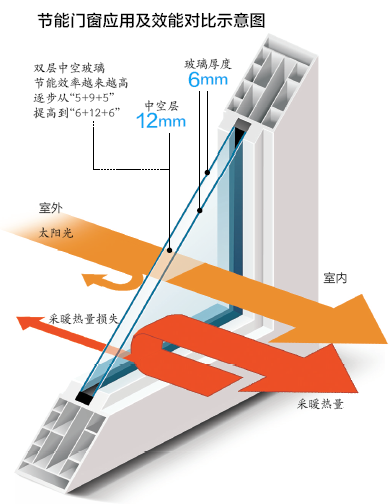 节能门窗应用及效能对比示意图
双层中空玻璃
节能效率越来越高
逐步从“5+9+5”
提高到“6+12+6”
玻璃厚度
6mm
中空层
12mm
室外
太阳光
室内
采暖热量损失
采暖热量